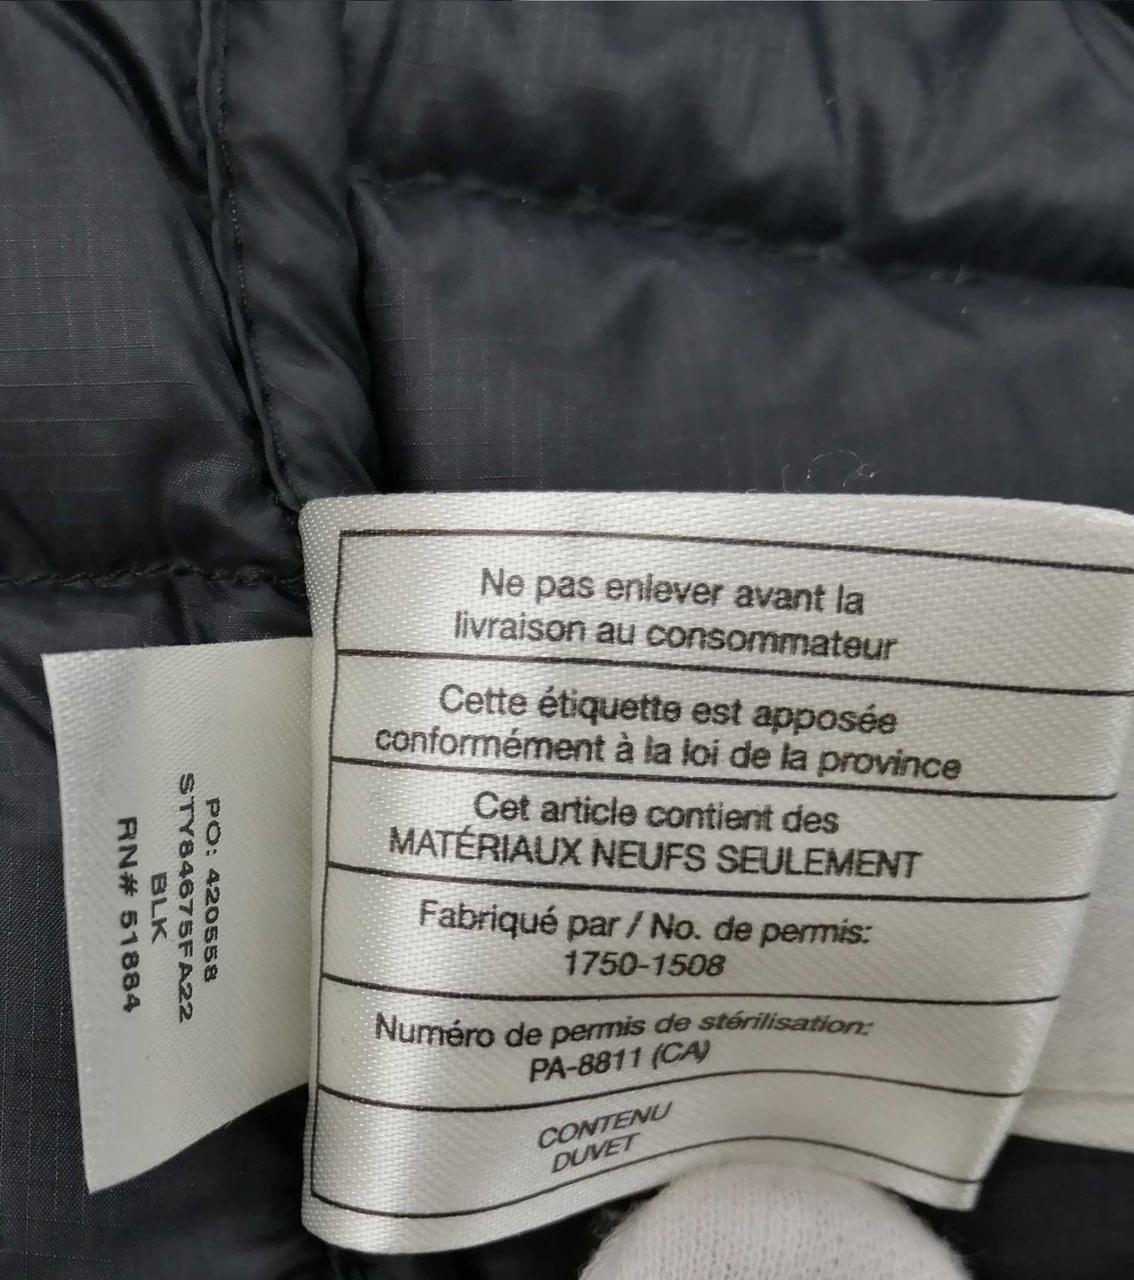 Ne pas enlever avant la
livraison au consommateur
Cette étiquette est apposée
conformément à la loi de la province
Cet article contient des
MATÉRIAUX NEUFS SEULEMENT
Fabriqué par / No. de permis:
1750-1508
Numéro de permis de stérilisation:
PA-8811 (CA)
CONTENU
DUVET
PO: 420558
STY84675FA22
BLK
RN# 51884